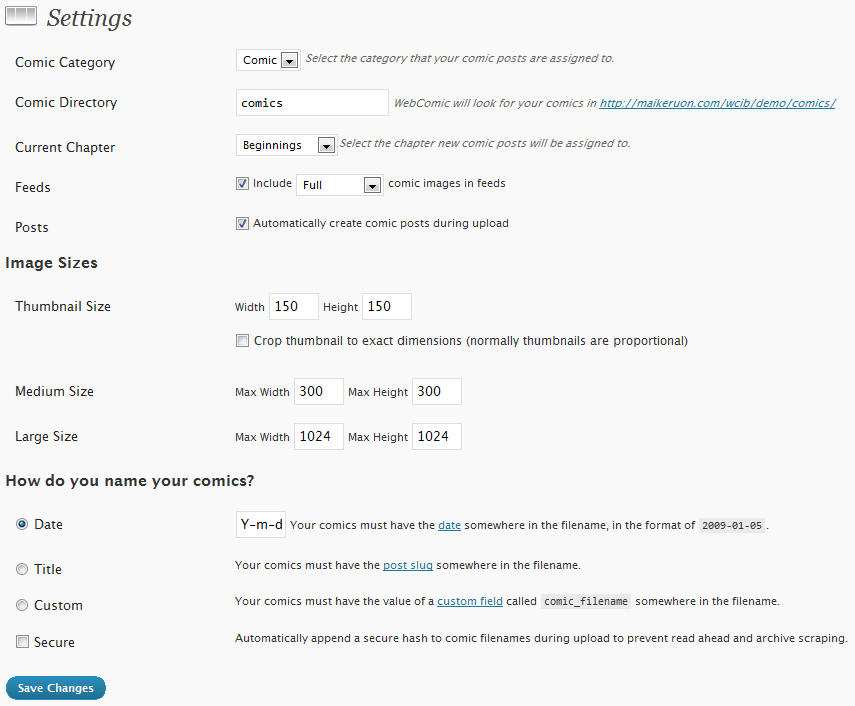 Settings
Comic Category Comic Select the category that your comic posts are assigned to.
Comic Directory comics WebComic will look for your comics in http://maikeruon.com/wcib/demo/comics/
Current Chapter Beginnings Select the chapter new comic posts will be assigned to.
Feeds Include Full comic images in feeds
Posts Automatically create comic posts during upload
Image Sizes
Thumbnail Size Width 150 Height 150
Crop thumbnail to exact dimensions (normally thumbnails are proportional)
Medium Size Max Width 300 Max Height 300
Large Size Max Width 1024 Max Height 1024
How do you name your comics?
Date Y-m-d Your comics must have the date somewhere in the filename, in the format of 2009-01-05.
Title Your comics must have the post slug somewhere in the filename.
Custom Your comics must have the value of a custom field called comic_filename somewhere in the filename.
Secure Automatically append a secure hash to comic filenames during upload to prevent read ahead and archive scraping.
Save Changes